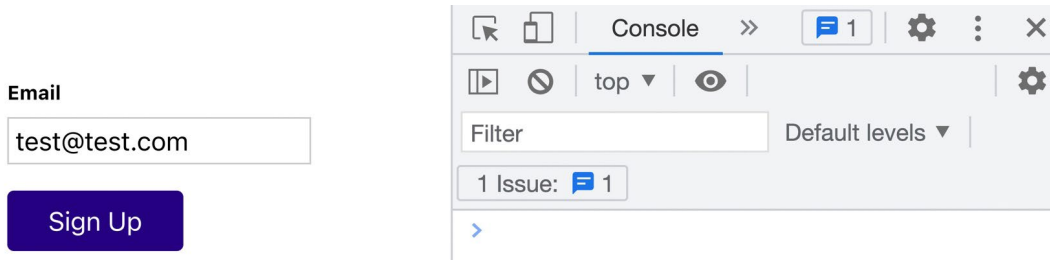 Console 1
top
Email
test@test.com
Filter Default levels
1 Issue: 1
Sign Up